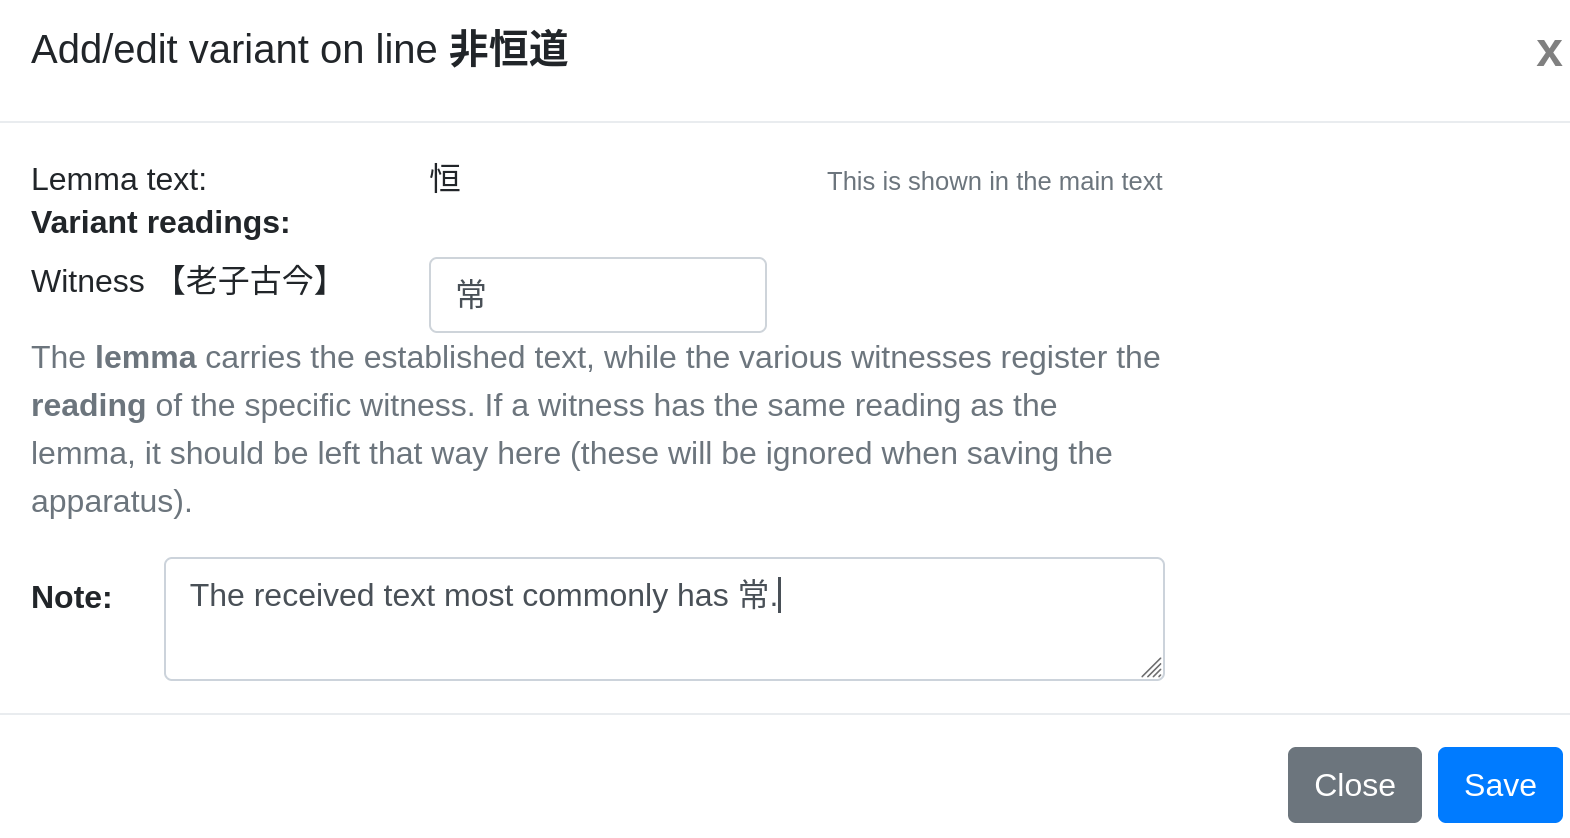 Add/edit variant on line 非恒道
x
Lemma text: 恒 This is shown in the main text
Variant readings:
Witness 【老子古今】 常
The lemma carries the established text, while the various witnesses register the
reading of the specific witness. If a witness has the same reading as the
lemma, it should be left that way here (these will be ignored when saving the
apparatus).
Note: The received text most commonly has 常.
Close Save